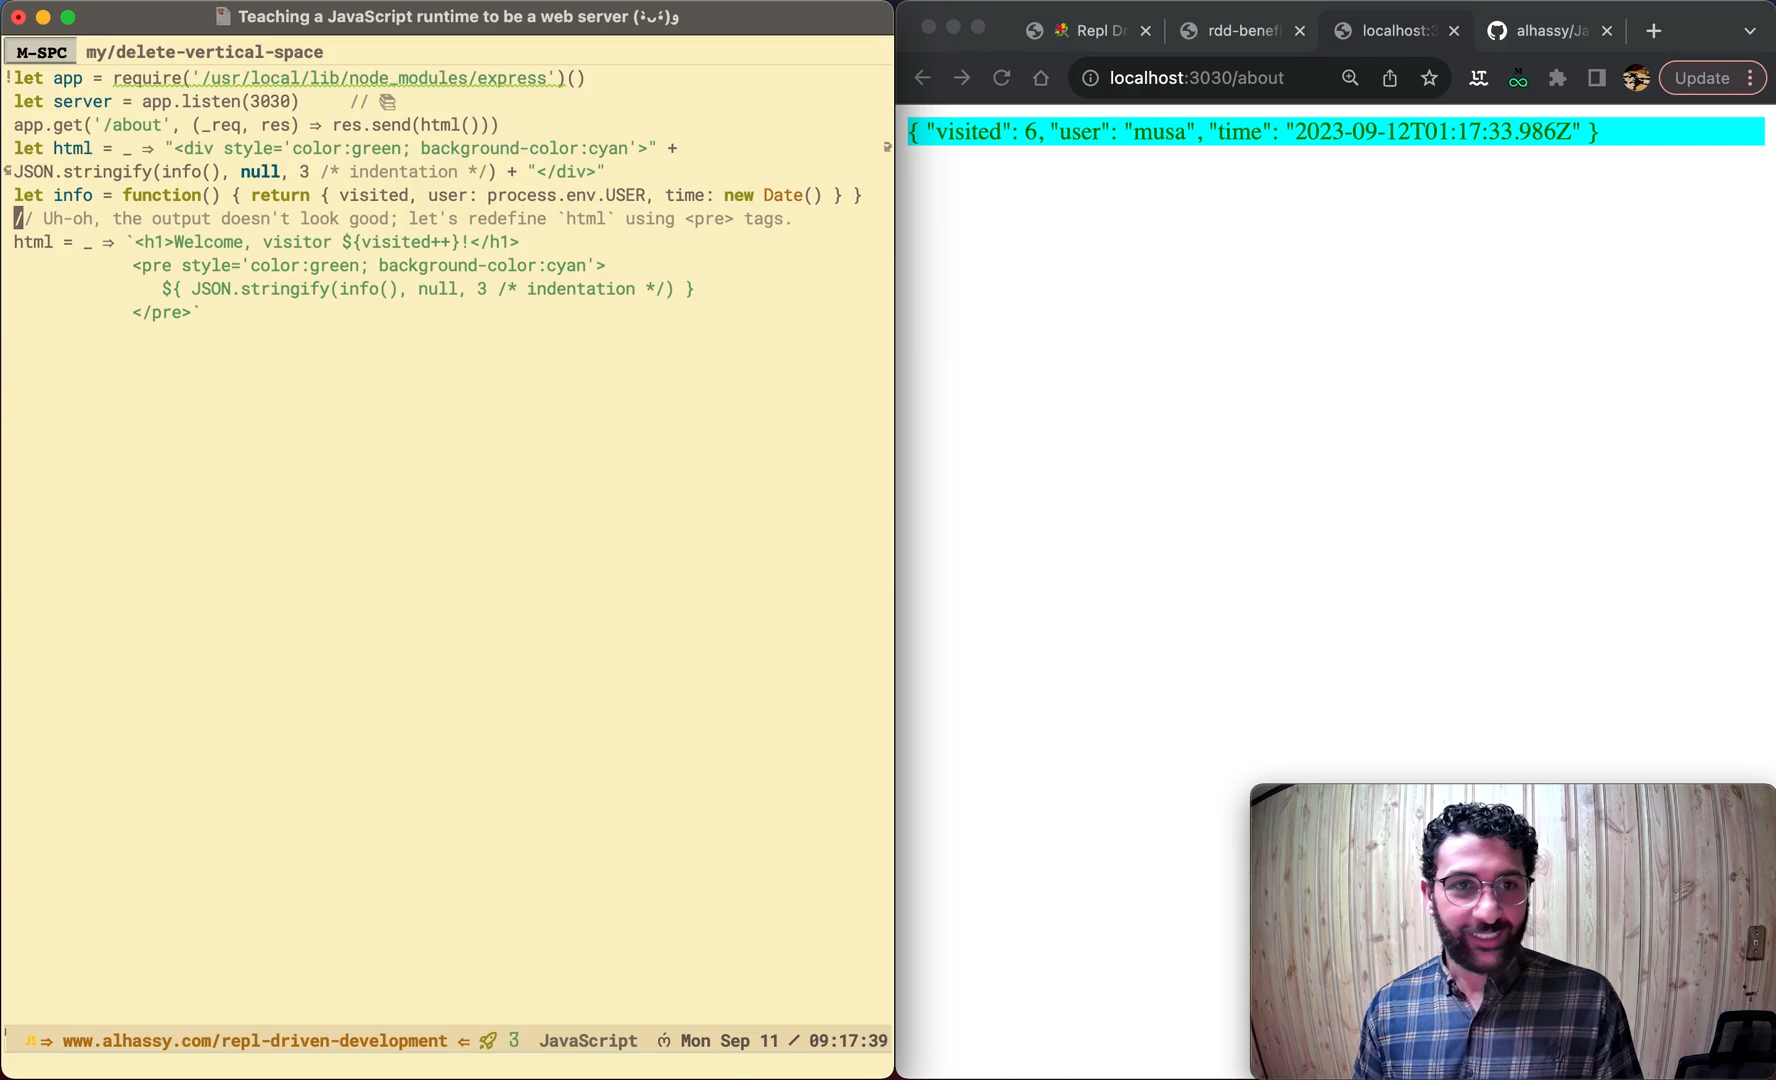 Teaching a JavaScript runtime to be a web server (•̀ᴗ•́)و
M-SPC my/delete-vertical-space
let app = require('/usr/local/lib/node_modules/express')()
let server = app.listen(3030) // 📚
app.get('/about', (_req, res) ⇒ res.send(html()))
let html = _ ⇒ "<div style='color:green; background-color:cyan'>" +
JSON.stringify(info(), null, 3 /* indentation */) + "</div>"
let info = function() { return { visited, user: process.env.USER, time: new Date() } }
// Uh-oh, the output doesn't look good; let's redefine `html` using <pre> tags.
html = _ ⇒ `<h1>Welcome, visitor ${visited++}!</h1>
<pre style='color:green; background-color:cyan'>
${ JSON.stringify(info(), null, 3 /* indentation */) }
</pre>`
JS⇒ www.alhassy.com/repl-driven-development ⇐ 🚀 3 JavaScript Mon Sep 11 / 09:17:39
Repl Dr
rdd-benefi
localhost:3
alhassy/Ja
localhost:3030/about
Update
{ "visited": 6, "user": "musa", "time": "2023-09-12T01:17:33.986Z" }